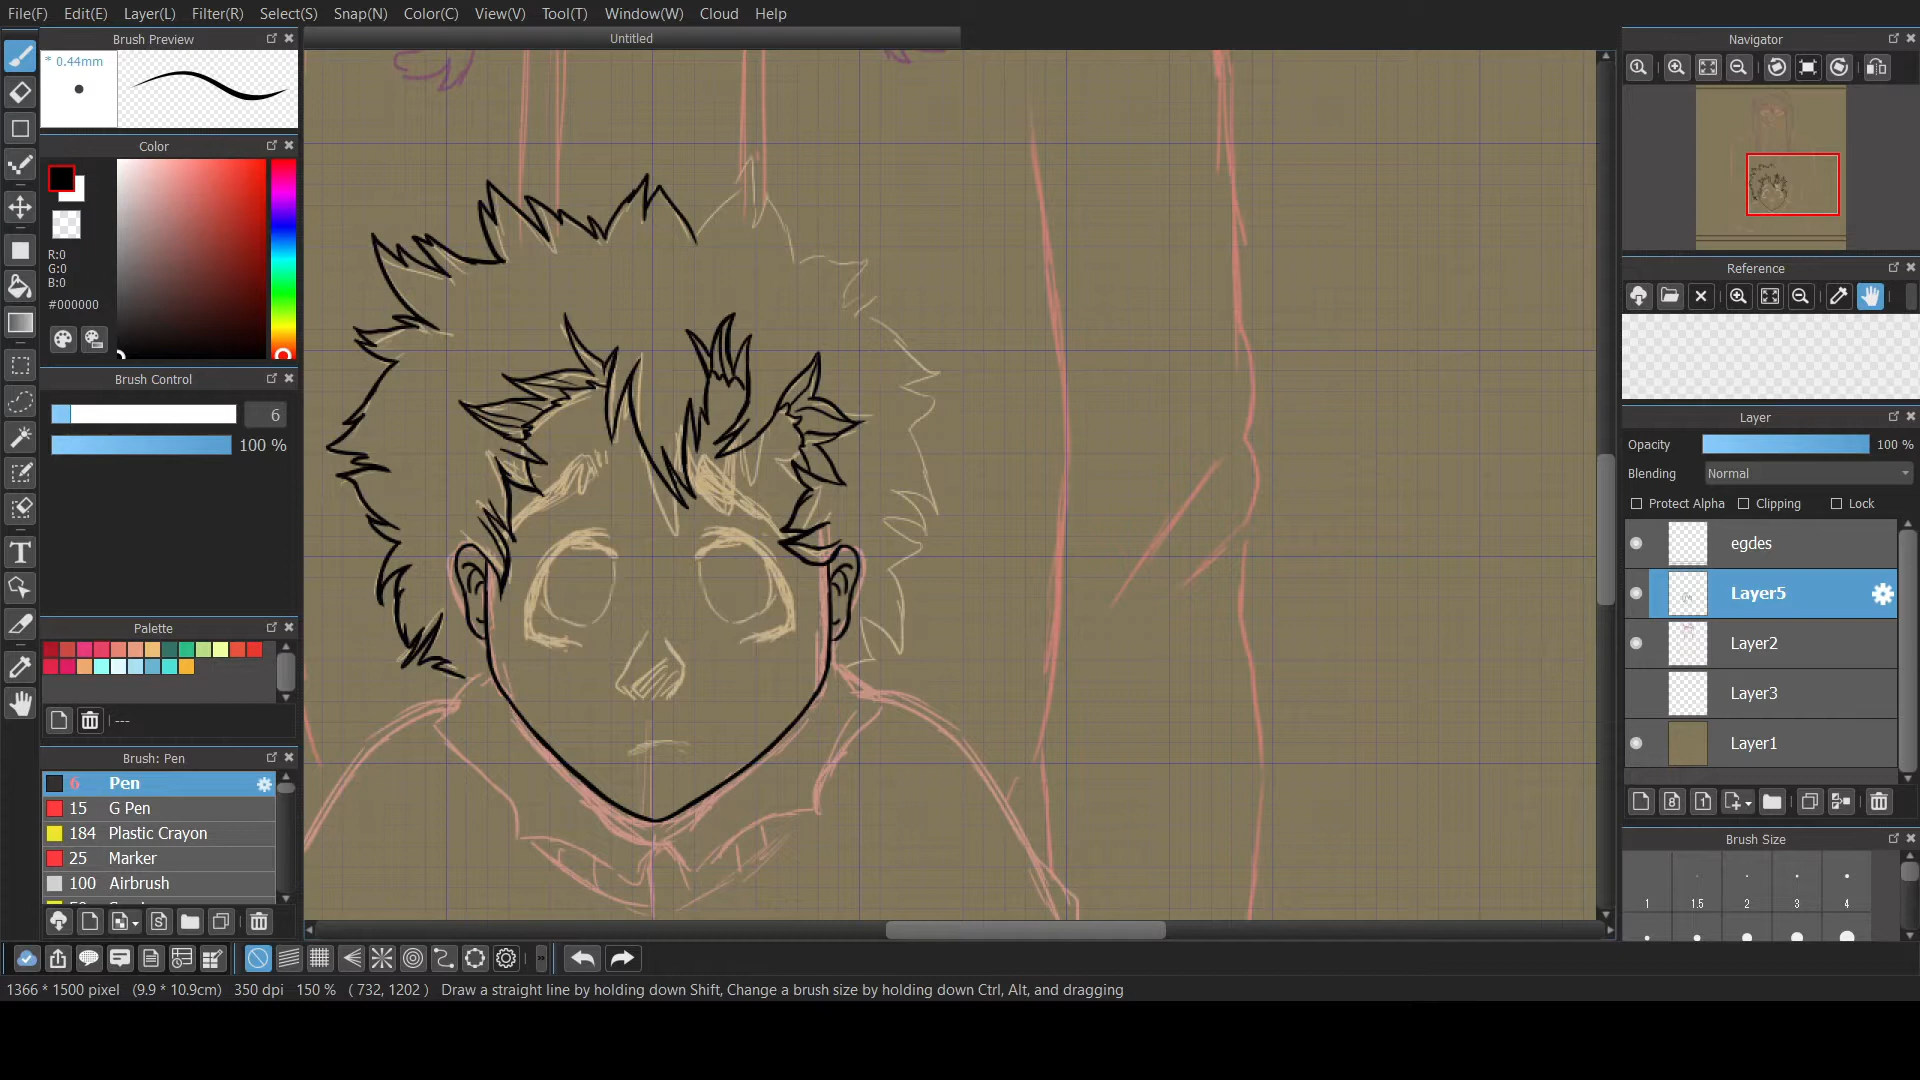 File(F) Edit(E) Layer(L) Filter(R) Select(S) Snap(N) Color(C) View(V) Tool(T) Window(W) Cloud Help
Brush Preview
* 0.44mm
Color
R:0
G:0
B:0
#000000
Brush Control
6
100 %
Palette
---
Brush: Pen
6 Pen
15 G Pen
184 Plastic Crayon
25 Marker
100 Airbrush
Untitled
Navigator
Reference
Layer
Opacity 100 %
Blending Normal
Protect Alpha Clipping Lock
egdes
Layer5
Layer2
Layer3
Layer1
Brush Size
1 1.5 2 3 4
1366 * 1500 pixel (9.9 * 10.9cm) 350 dpi 150 % ( 732, 1202 ) Draw a straight line by holding down Shift, Change a brush size by holding down Ctrl, Alt, and dragging